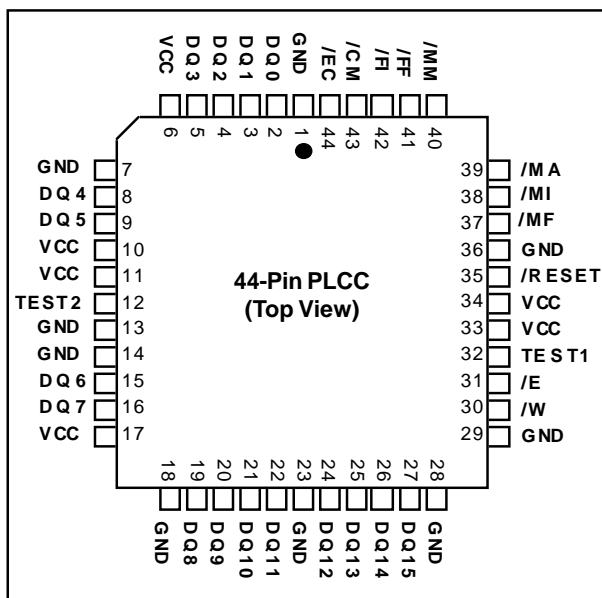 VCC DQ3 DQ2 DQ1 DQ0 GND /EC /CM /FI /FF /MM
6 5 4 3 2 1 44 43 42 41 40
GND 7 39 /MA
DQ4 8 38 /MI
DQ5 9 37 /MF
VCC 10 36 GND
VCC 11 35 /RESET
TEST2 12 34 VCC
GND 13 33 VCC
GND 14 32 TEST1
DQ6 15 31 /E
DQ7 16 30 /W
VCC 17 29 GND
44-Pin PLCC
(Top View)
18 19 20 21 22 23 24 25 26 27 28
GND DQ8 DQ9 DQ10 DQ11 GND DQ12 DQ13 DQ14 DQ15 GND